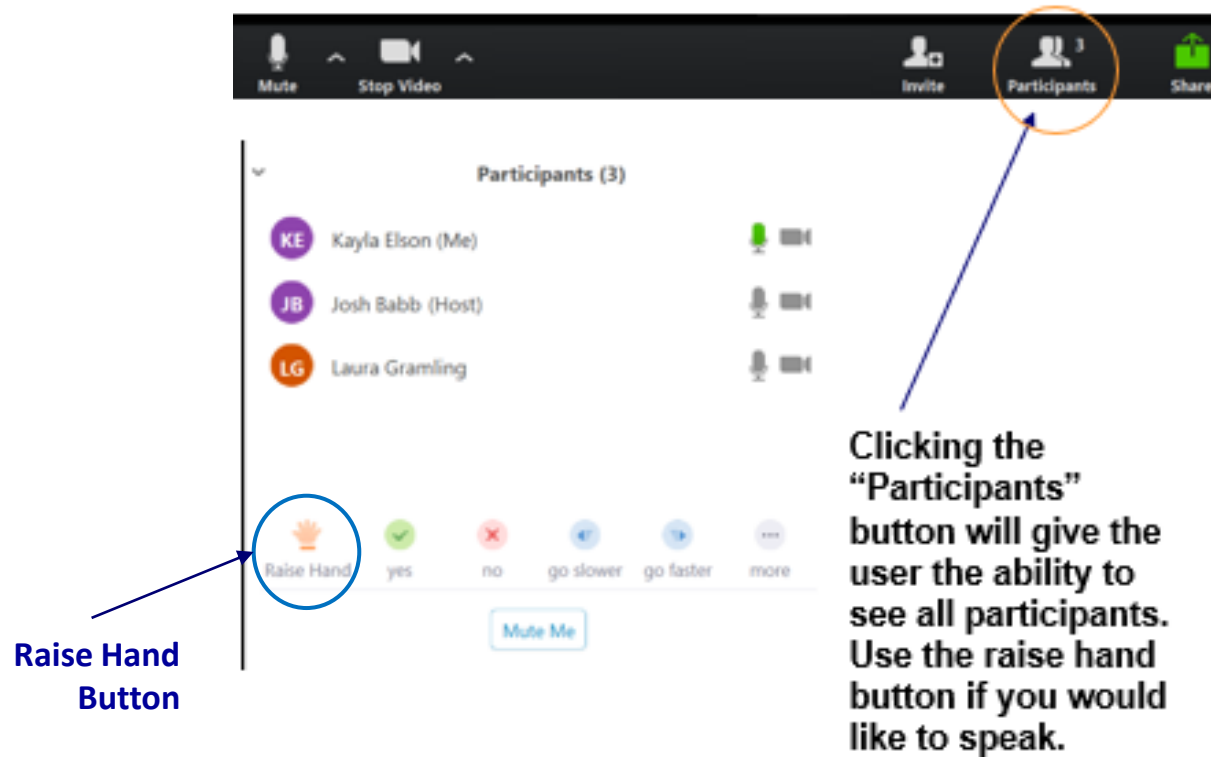 Mute Stop Video Invite Participants 3 Share
Participants (3)
KE Kayla Elson (Me)
JB Josh Babb (Host)
LG Laura Gramling
Raise Hand yes no go slower go faster more
Mute Me
Raise Hand
Button
Clicking the
“Participants”
button will give the
user the ability to
see all participants.
Use the raise hand
button if you would
like to speak.